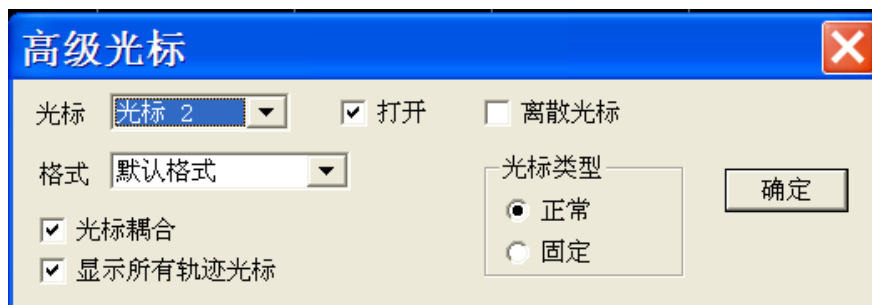 高级光标
光标 光标 2 打开 离散光标
格式 默认格式 光标类型
正常 确定
光标耦合 固定
显示所有轨迹光标